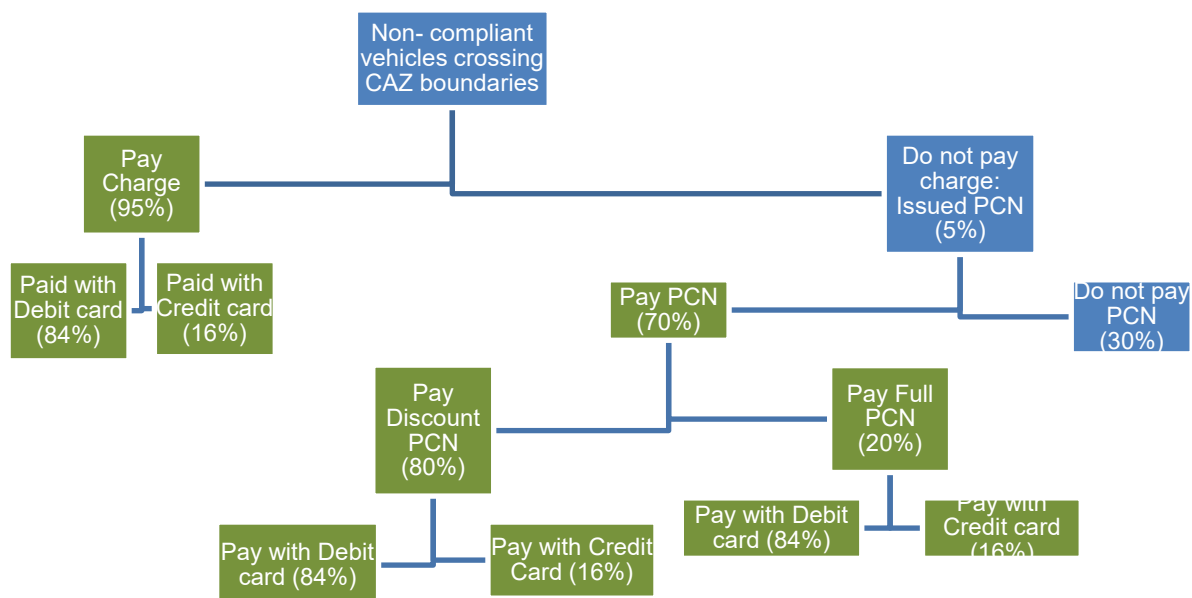 Non- compliant
vehicles crossing
CAZ boundaries
Pay
Charge
(95%)
Do not pay
charge:
Issued PCN
(5%)
Paid with
Debit card
(84%)
Paid with
Credit card
(16%)
Pay PCN
(70%)
Do not pay
PCN
(30%)
Pay
Discount
PCN
(80%)
Pay Full
PCN
(20%)
Pay with Debit
card (84%)
Pay with Credit
Card (16%)
Pay with Debit
card (84%)
Pay with
Credit card
(16%)